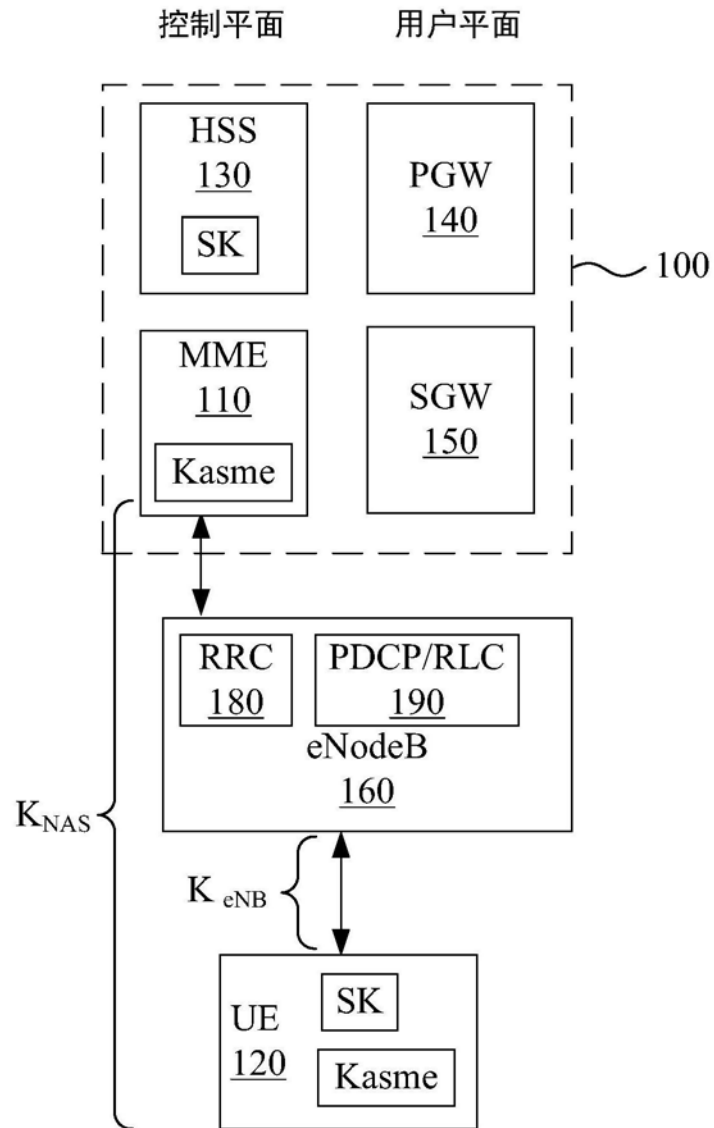 控制平面 用户平面
HSS
130
SK
PGW
140
100
MME
110
Kasme
SGW
150
RRC
180
PDCP/RLC
190
eNodeB
160
KNAS
K eNB
UE
120
SK
Kasme